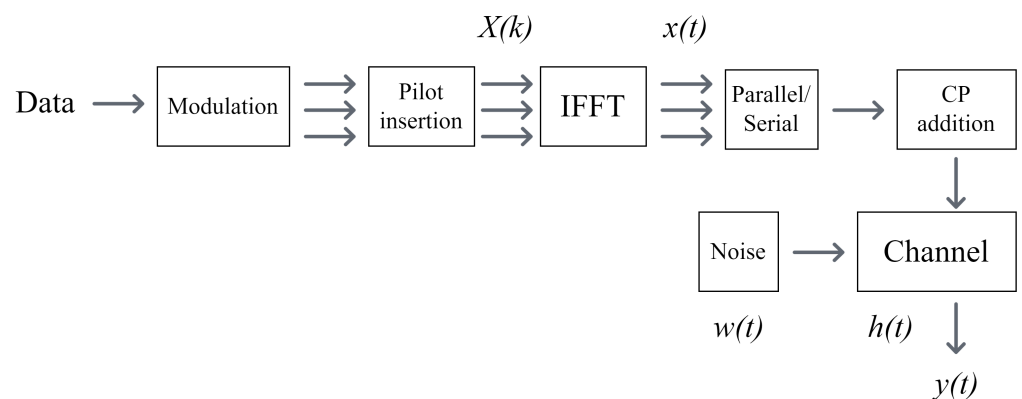 X(k)
x(t)
Data
Modulation
Pilot
insertion
IFFT
Parallel/
Serial
CP
addition
Noise
Channel
w(t)
h(t)
y(t)